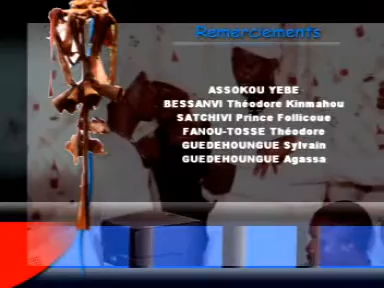 Remerciements
ASSOKOU YEBE
BESSANVI Théodore Kinmahou
SATCHIVI Prince Follicoue
FANOU-TOSSE Théodore
GUEDEHOUNGUE Sylvain
GUEDEHOUNGUE Agassa